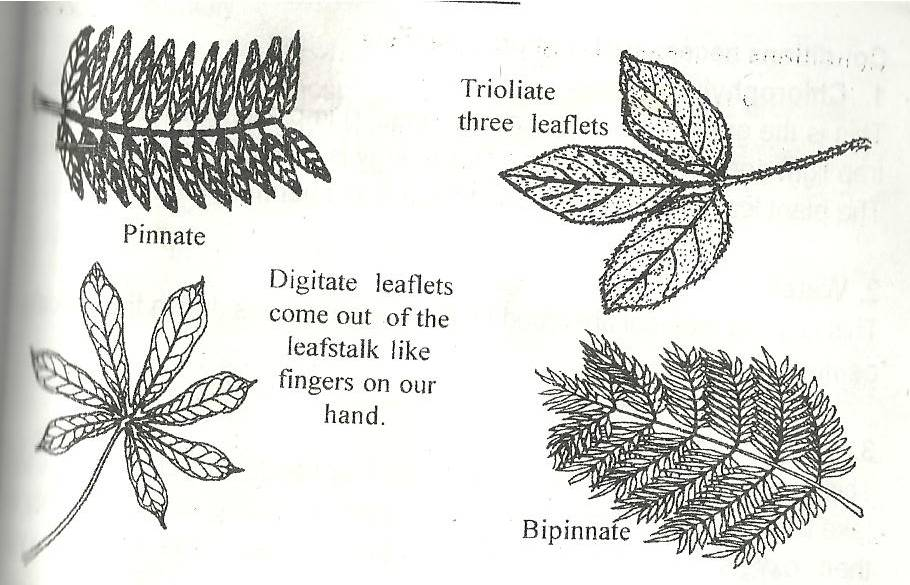 Trioliate
three leaflets
Pinnate
Digitate leaflets
come out of the
leafstalk like
fingers on our
hand.
Bipinnate